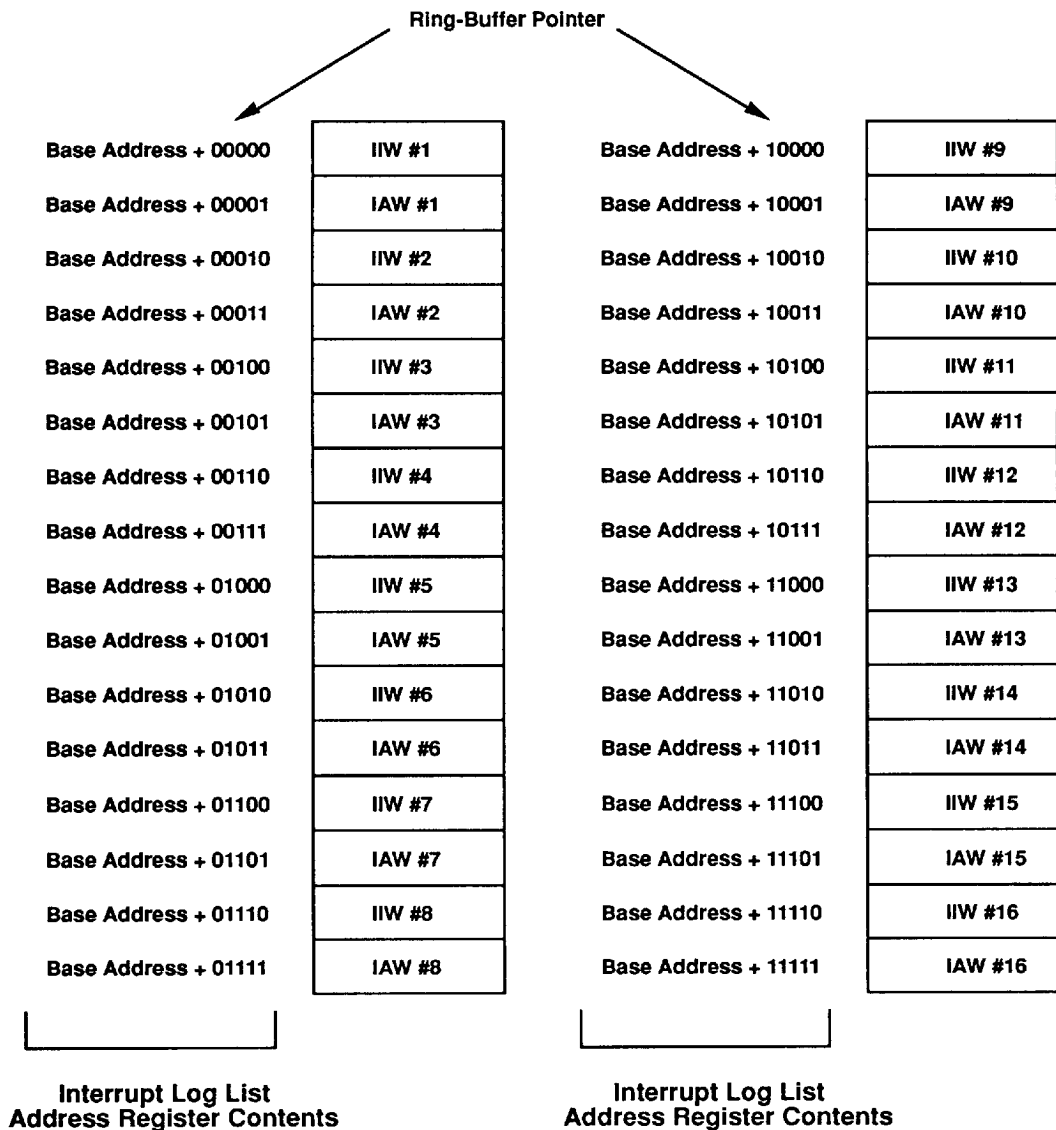 Ring-Buffer Pointer
Base Address + 00000 IIW #1
Base Address + 00001 IAW #1
Base Address + 00010 IIW #2
Base Address + 00011 IAW #2
Base Address + 00100 IIW #3
Base Address + 00101 IAW #3
Base Address + 00110 IIW #4
Base Address + 00111 IAW #4
Base Address + 01000 IIW #5
Base Address + 01001 IAW #5
Base Address + 01010 IIW #6
Base Address + 01011 IAW #6
Base Address + 01100 IIW #7
Base Address + 01101 IAW #7
Base Address + 01110 IIW #8
Base Address + 01111 IAW #8
Interrupt Log List
Address Register Contents
Base Address + 10000 IIW #9
Base Address + 10001 IAW #9
Base Address + 10010 IIW #10
Base Address + 10011 IAW #10
Base Address + 10100 IIW #11
Base Address + 10101 IAW #11
Base Address + 10110 IIW #12
Base Address + 10111 IAW #12
Base Address + 11000 IIW #13
Base Address + 11001 IAW #13
Base Address + 11010 IIW #14
Base Address + 11011 IAW #14
Base Address + 11100 IIW #15
Base Address + 11101 IAW #15
Base Address + 11110 IIW #16
Base Address + 11111 IAW #16
Interrupt Log List
Address Register Contents